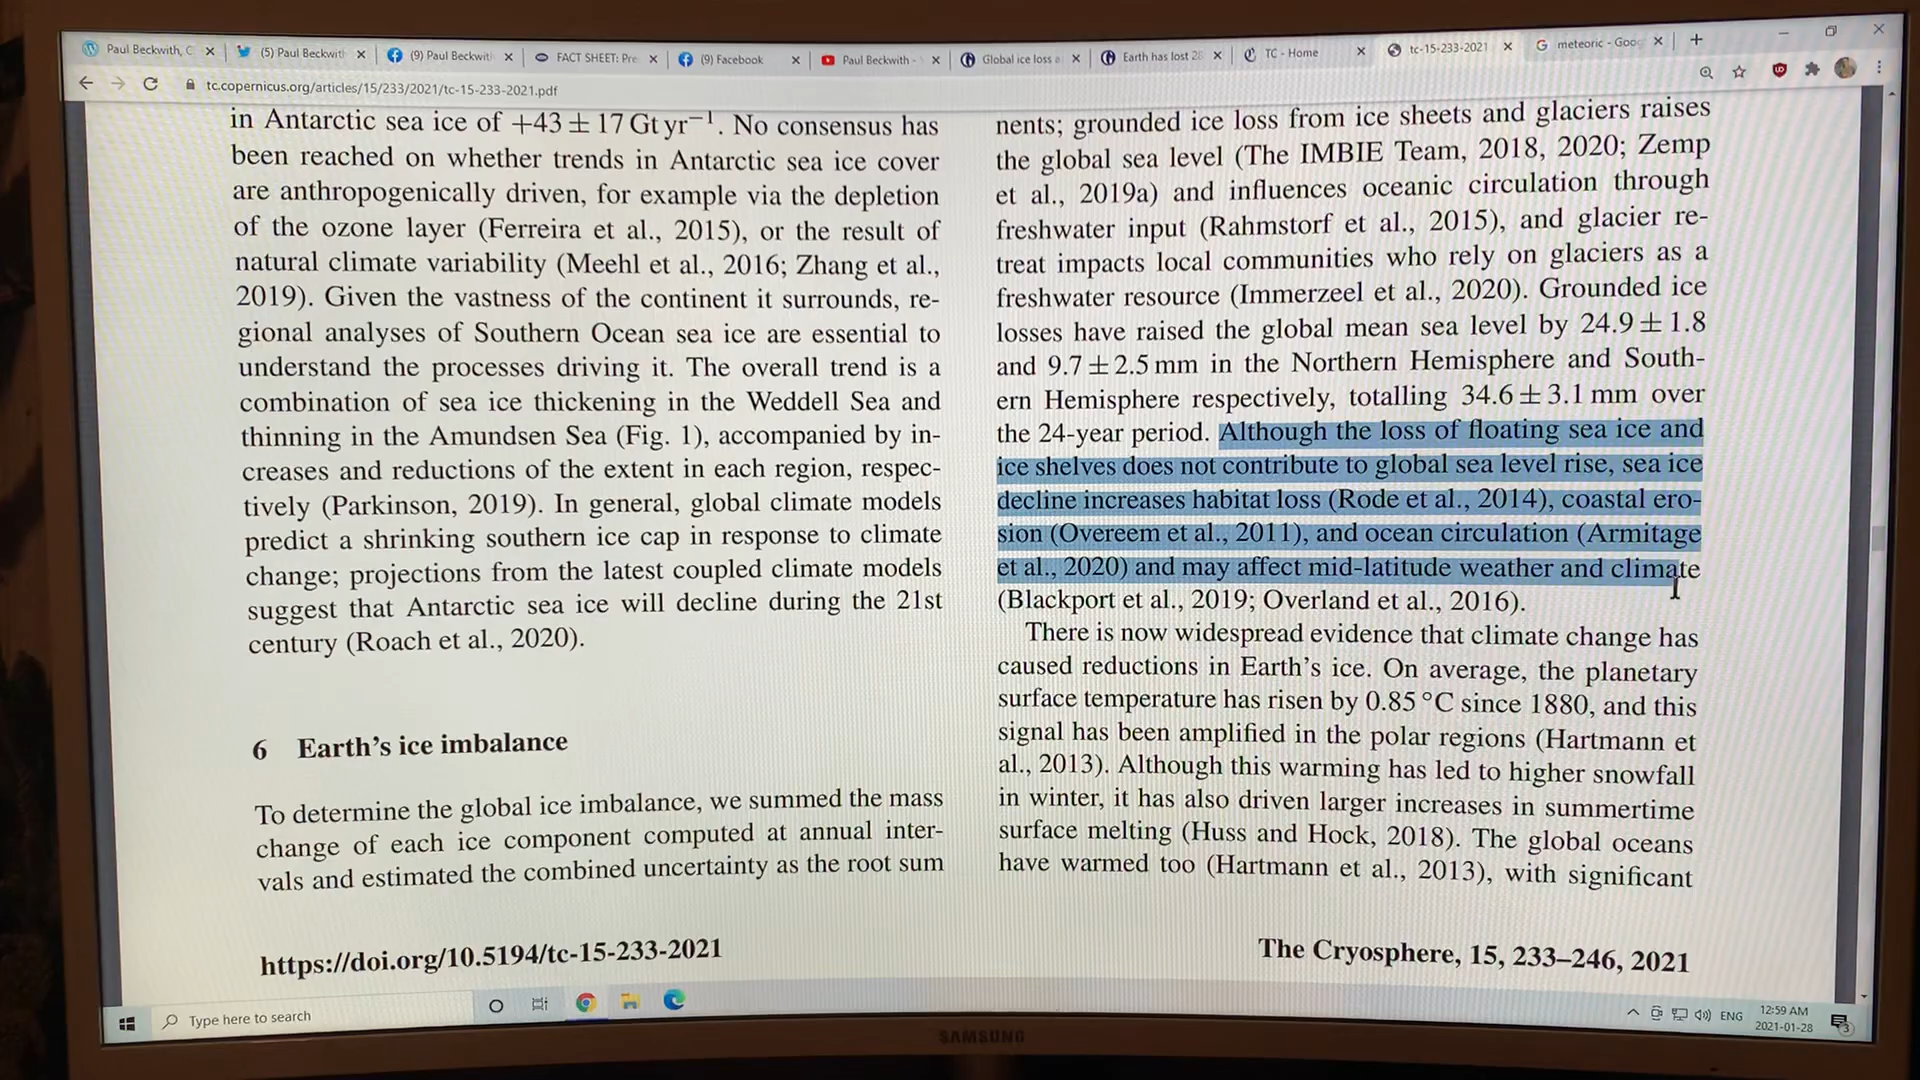 Paul Beckwith, C
(5) Paul Beckwit
(9) Paul Beckwit
FACT SHEET: Pre
(9) Facebook
Paul Beckwith -
Global ice loss
Earth has lost 28
TC - Home
tc-15-233-2021
meteoric - Goo
tc.copernicus.org/articles/15/233/2021/tc-15-233-2021.pdf
in Antarctic sea ice of +43 ± 17 Gt yr⁻¹. No consensus has
been reached on whether trends in Antarctic sea ice cover
are anthropogenically driven, for example via the depletion
of the ozone layer (Ferreira et al., 2015), or the result of
natural climate variability (Meehl et al., 2016; Zhang et al.,
2019). Given the vastness of the continent it surrounds, re-
gional analyses of Southern Ocean sea ice are essential to
understand the processes driving it. The overall trend is a
combination of sea ice thickening in the Weddell Sea and
thinning in the Amundsen Sea (Fig. 1), accompanied by in-
creases and reductions of the extent in each region, respec-
tively (Parkinson, 2019). In general, global climate models
predict a shrinking southern ice cap in response to climate
change; projections from the latest coupled climate models
suggest that Antarctic sea ice will decline during the 21st
century (Roach et al., 2020).
6 Earth's ice imbalance
To determine the global ice imbalance, we summed the mass
change of each ice component computed at annual inter-
vals and estimated the combined uncertainty as the root sum
nents; grounded ice loss from ice sheets and glaciers raises
the global sea level (The IMBIE Team, 2018, 2020; Zemp
et al., 2019a) and influences oceanic circulation through
freshwater input (Rahmstorf et al., 2015), and glacier re-
treat impacts local communities who rely on glaciers as a
freshwater resource (Immerzeel et al., 2020). Grounded ice
losses have raised the global mean sea level by 24.9 ± 1.8
and 9.7 ± 2.5 mm in the Northern Hemisphere and South-
ern Hemisphere respectively, totalling 34.6 ± 3.1 mm over
the 24-year period. Although the loss of floating sea ice and
ice shelves does not contribute to global sea level rise, sea ice
decline increases habitat loss (Rode et al., 2014), coastal ero-
sion (Overeem et al., 2011), and ocean circulation (Armitage
et al., 2020) and may affect mid-latitude weather and climate
(Blackport et al., 2019; Overland et al., 2016).
There is now widespread evidence that climate change has
caused reductions in Earth's ice. On average, the planetary
surface temperature has risen by 0.85 °C since 1880, and this
signal has been amplified in the polar regions (Hartmann et
al., 2013). Although this warming has led to higher snowfall
in winter, it has also driven larger increases in summertime
surface melting (Huss and Hock, 2018). The global oceans
have warmed too (Hartmann et al., 2013), with significant
https://doi.org/10.5194/tc-15-233-2021
The Cryosphere, 15, 233–246, 2021
Type here to search
ENG
12:59 AM
2021-01-28
3
SAMSUNG